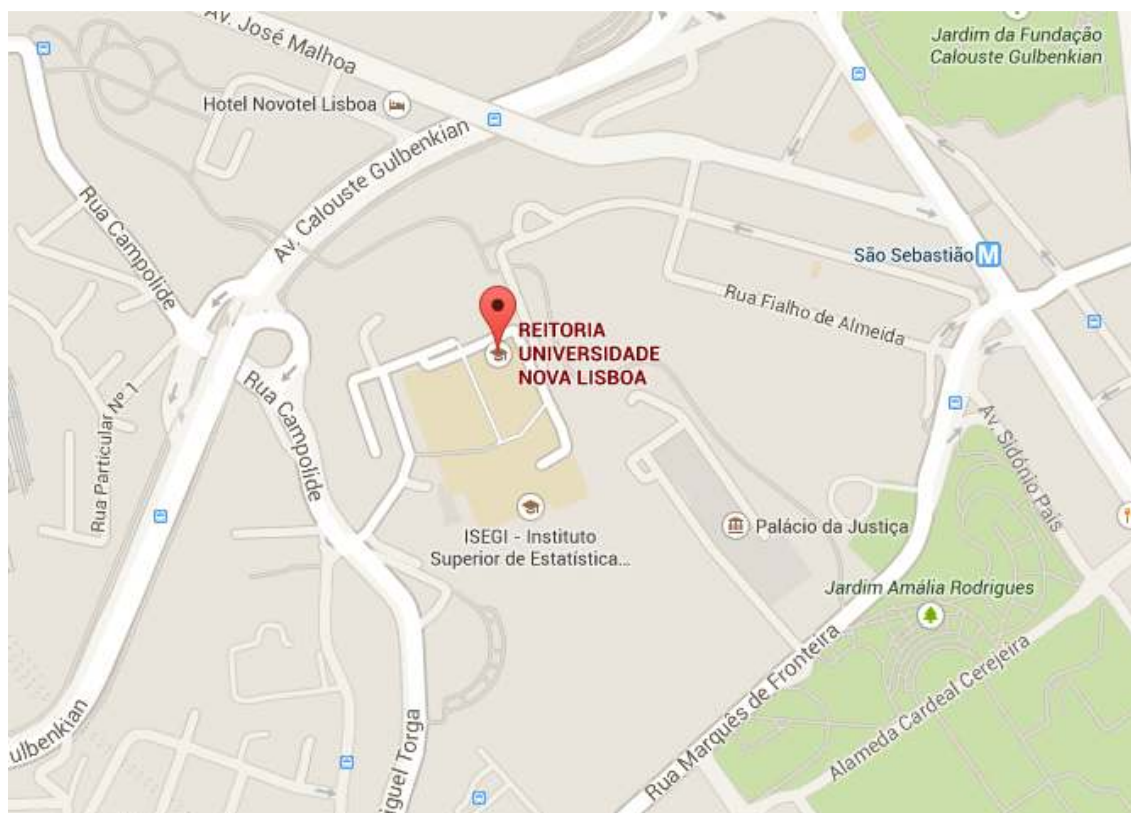 Av. José Malhoa
Jardim da Fundação
Calouste Gulbenkian
Hotel Novotel Lisboa
Av. Calouste Gulbenkian
Rua Campolide
São Sebastião
M
Rua Fialho de Almeida
REITORIA
UNIVERSIDADE
NOVA LISBOA
Rua Particular Nº 1
Rua Campolide
Av. Sidónio País
ISEGI - Instituto
Superior de Estatística...
Palácio da Justiça
Jardim Amália Rodrigues
Rua Marquês de Fronteira
Alameda Cardeal Cerejeira
ulbenkian
iguel Torga